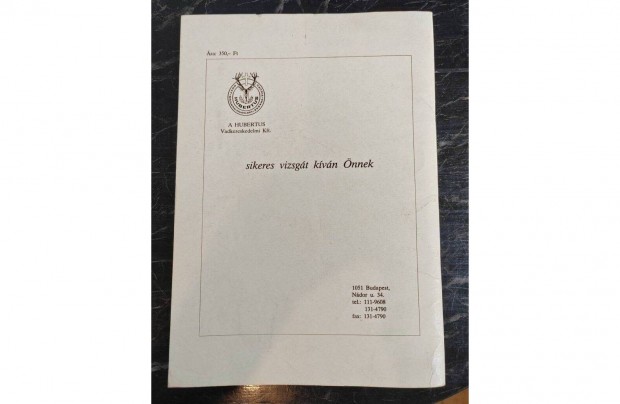 Ára: 350,- Ft
HUBERTUS
A HUBERTUS
Vadkereskedelmi Kft.
sikeres vizsgát kíván Önnek
1051 Budapest,
Nádor u. 34.
tel.: 111-9608
131-4790
fax: 131-4790